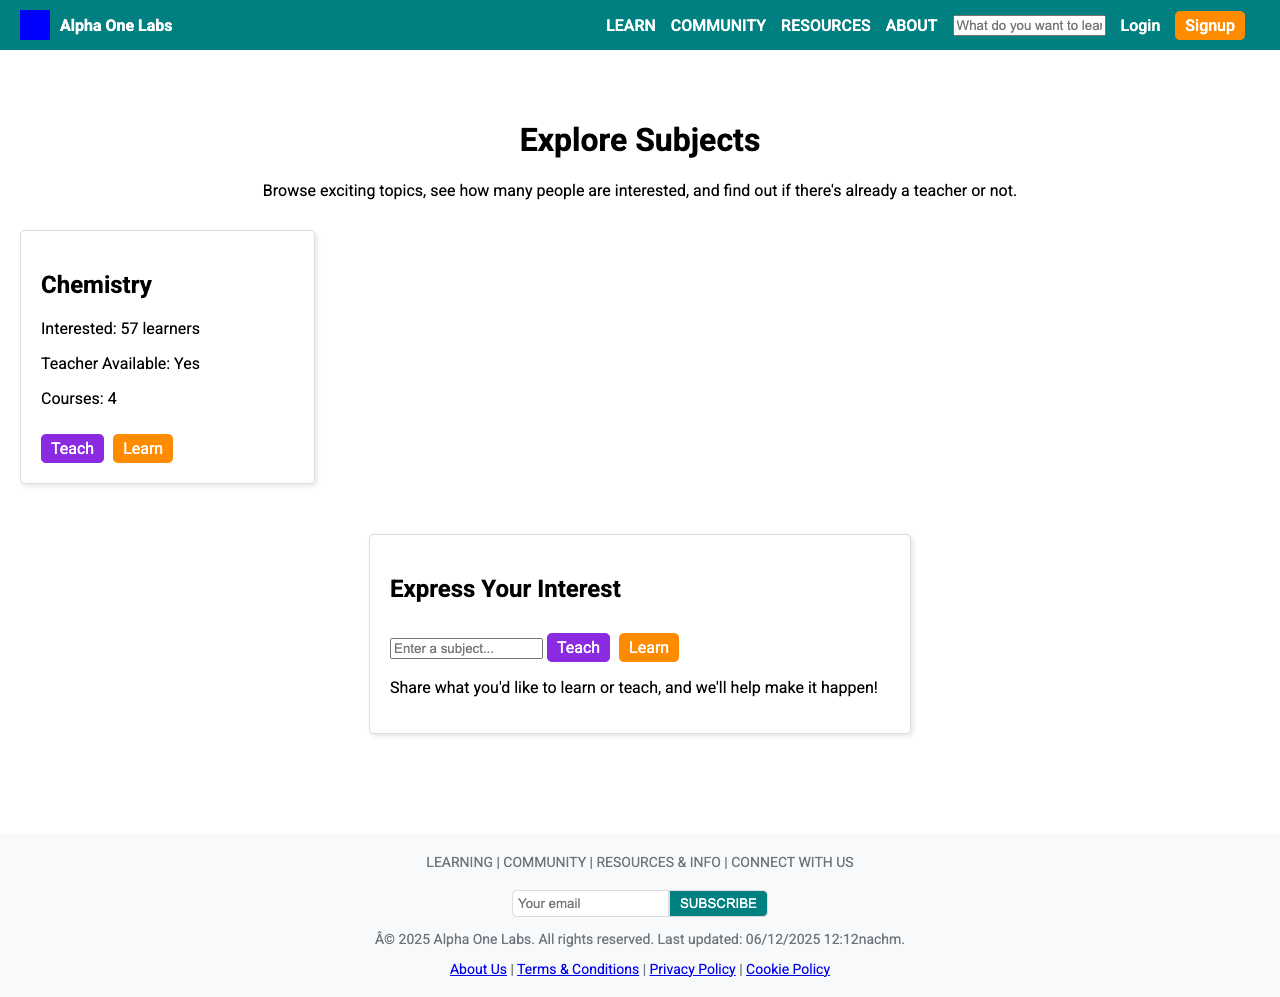 Alpha One Labs LEARN COMMUNITY RESOURCES ABOUT What do you want to lear Login Signup
Explore Subjects
Browse exciting topics, see how many people are interested, and find out if there's already a teacher or not.
Chemistry
Interested: 57 learners
Teacher Available: Yes
Courses: 4
Teach Learn
Express Your Interest
Enter a subject... Teach Learn
Share what you'd like to learn or teach, and we'll help make it happen!
LEARNING | COMMUNITY | RESOURCES & INFO | CONNECT WITH US
Your email SUBSCRIBE
Â© 2025 Alpha One Labs. All rights reserved. Last updated: 06/12/2025 12:12nachm.
About Us | Terms & Conditions | Privacy Policy | Cookie Policy